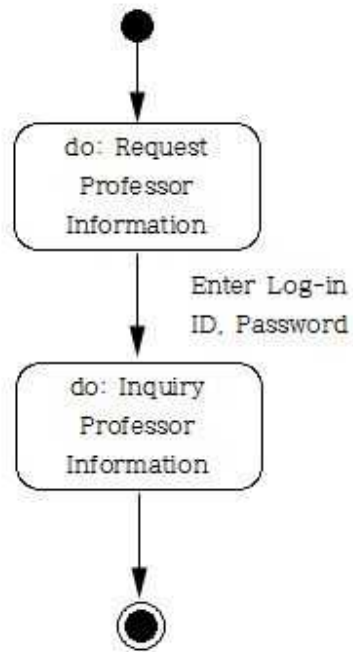 do: Request
Professor
Information
Enter Log-in
ID, Password
do: Inquiry
Professor
Information